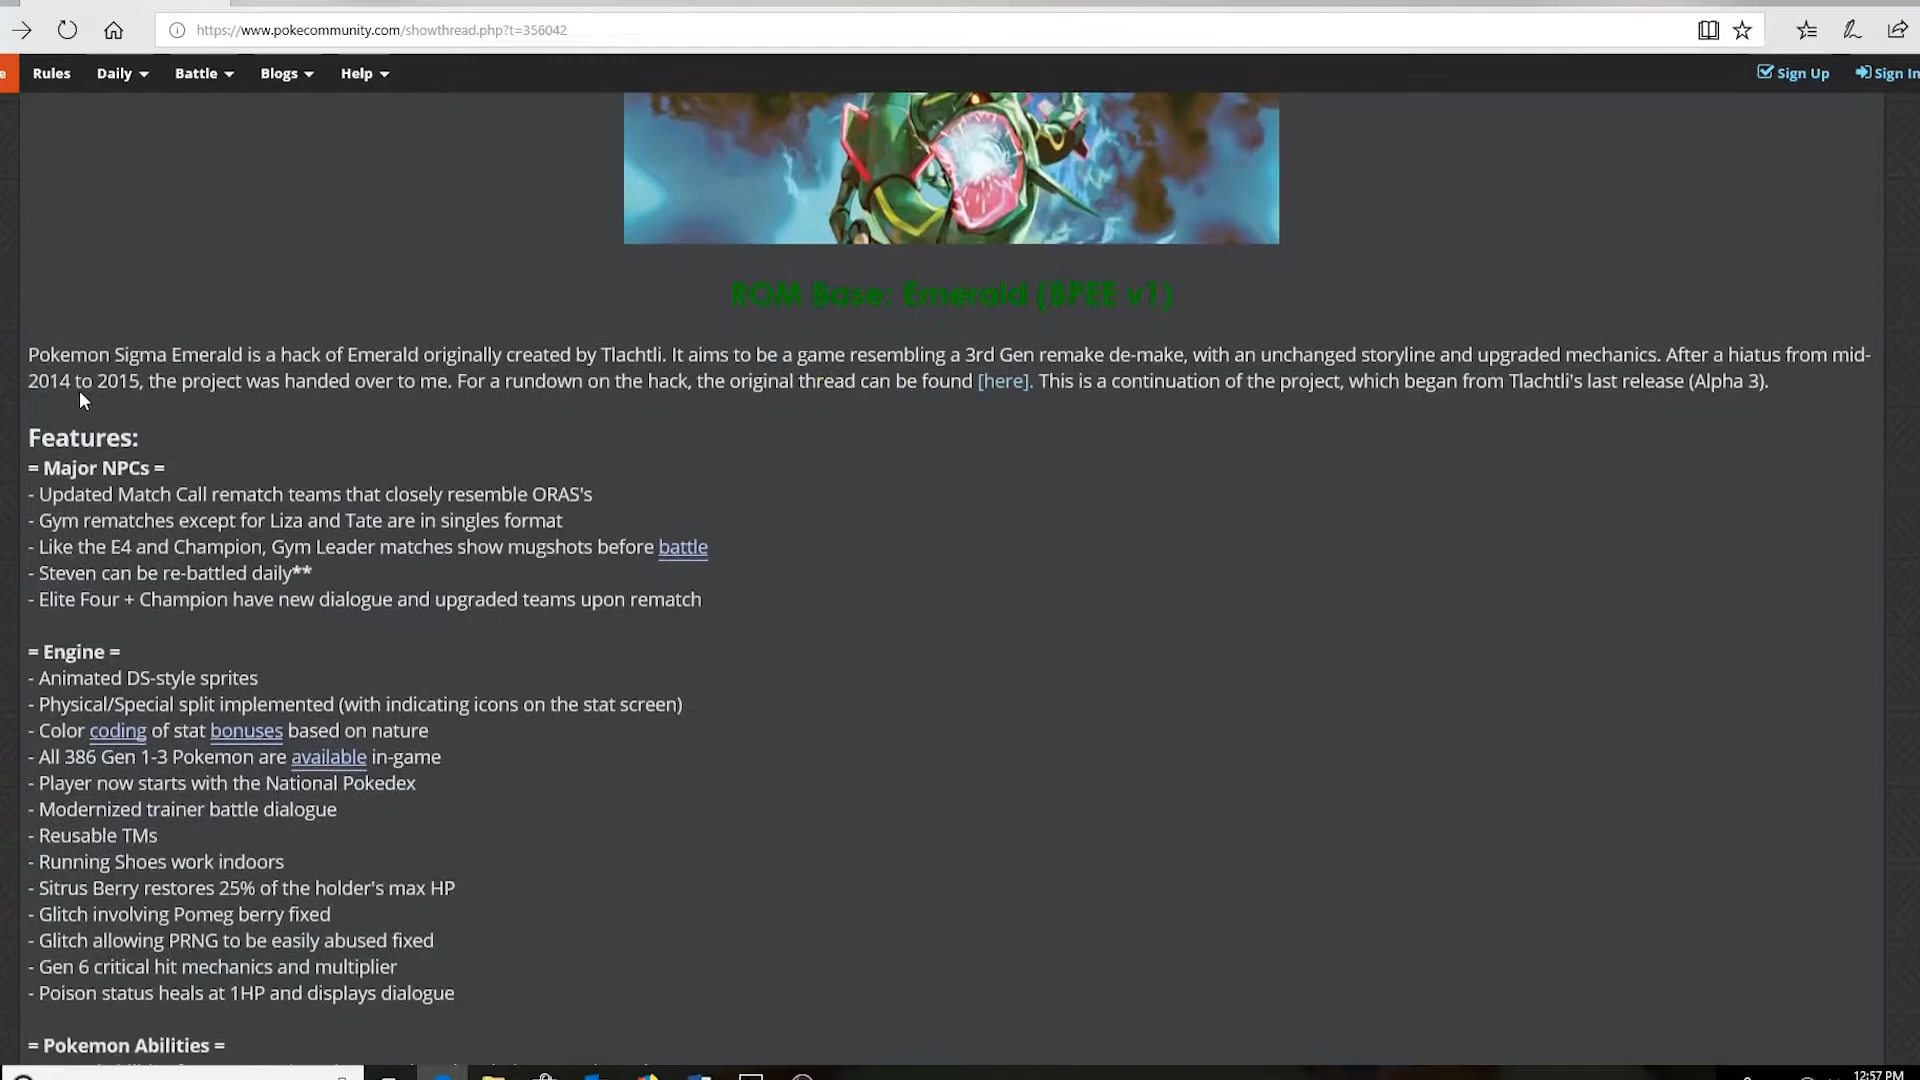 https://www.pokecommunity.com/showthread.php?t=356042
e Rules Daily Battle Blogs Help Sign Up Sign In
ROM Base: Emerald (BPEE v1)
Pokemon Sigma Emerald is a hack of Emerald originally created by Tlachtli. It aims to be a game resembling a 3rd Gen remake de-make, with an unchanged storyline and upgraded mechanics. After a hiatus from mid-
2014 to 2015, the project was handed over to me. For a rundown on the hack, the original thread can be found [here]. This is a continuation of the project, which began from Tlachtli's last release (Alpha 3).
Features:
= Major NPCs =
- Updated Match Call rematch teams that closely resemble ORAS's
- Gym rematches except for Liza and Tate are in singles format
- Like the E4 and Champion, Gym Leader matches show mugshots before battle
- Steven can be re-battled daily**
- Elite Four + Champion have new dialogue and upgraded teams upon rematch
= Engine =
- Animated DS-style sprites
- Physical/Special split implemented (with indicating icons on the stat screen)
- Color coding of stat bonuses based on nature
- All 386 Gen 1-3 Pokemon are available in-game
- Player now starts with the National Pokedex
- Modernized trainer battle dialogue
- Reusable TMs
- Running Shoes work indoors
- Sitrus Berry restores 25% of the holder's max HP
- Glitch involving Pomeg berry fixed
- Glitch allowing PRNG to be easily abused fixed
- Gen 6 critical hit mechanics and multiplier
- Poison status heals at 1HP and displays dialogue
= Pokemon Abilities =
12:57 PM